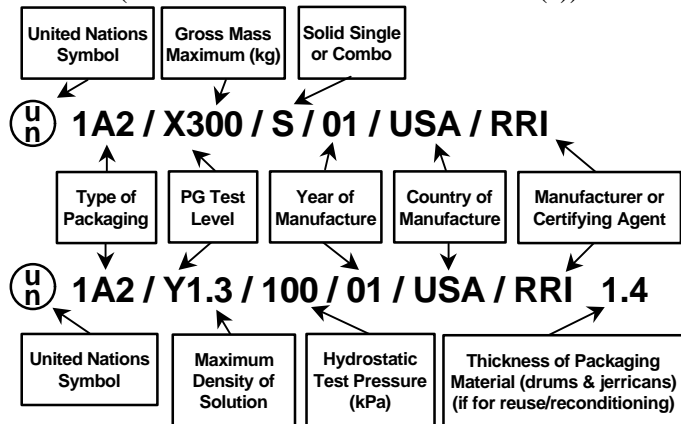 United Nations
Symbol
Gross Mass
Maximum (kg)
Solid Single
or Combo
un 1A2 / X300 / S / 01 / USA / RRI
Type of
Packaging
PG Test
Level
Year of
Manufacture
Country of
Manufacture
Manufacturer or
Certifying Agent
un 1A2 / Y1.3 / 100 / 01 / USA / RRI 1.4
United Nations
Symbol
Maximum
Density of
Solution
Hydrostatic
Test Pressure
(kPa)
Thickness of Packaging
Material (drums & jerricans)
(if for reuse/reconditioning)